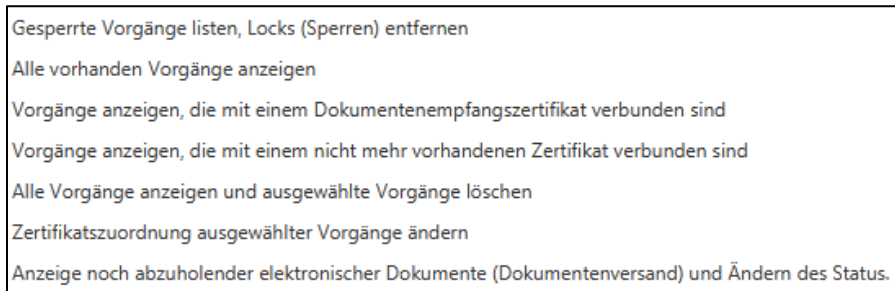 Gesperrte Vorgänge listen, Locks (Sperren) entfernen
Alle vorhanden Vorgänge anzeigen
Vorgänge anzeigen, die mit einem Dokumentenempfangszertifikat verbunden sind
Vorgänge anzeigen, die mit einem nicht mehr vorhandenen Zertifikat verbunden sind
Alle Vorgänge anzeigen und ausgewählte Vorgänge löschen
Zertifikatszuordnung ausgewählter Vorgänge ändern
Anzeige noch abzuholender elektronischer Dokumente (Dokumentenversand) und Ändern des Status.